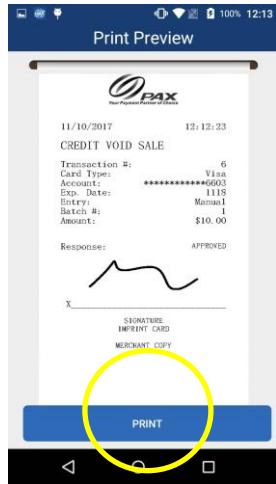 100% 12:13
Print Preview
PAX
Your Payment Partner of Choice
11/10/2017 12:12:23
CREDIT VOID SALE
Transaction #: 6
Card Type: Visa
Account: ************6603
Exp. Date: 1118
Entry: Manual
Batch #: 1
Amount: $10.00
Response: APPROVED
X
SIGNATURE
IMPRINT CARD
MERCHANT COPY
PRINT